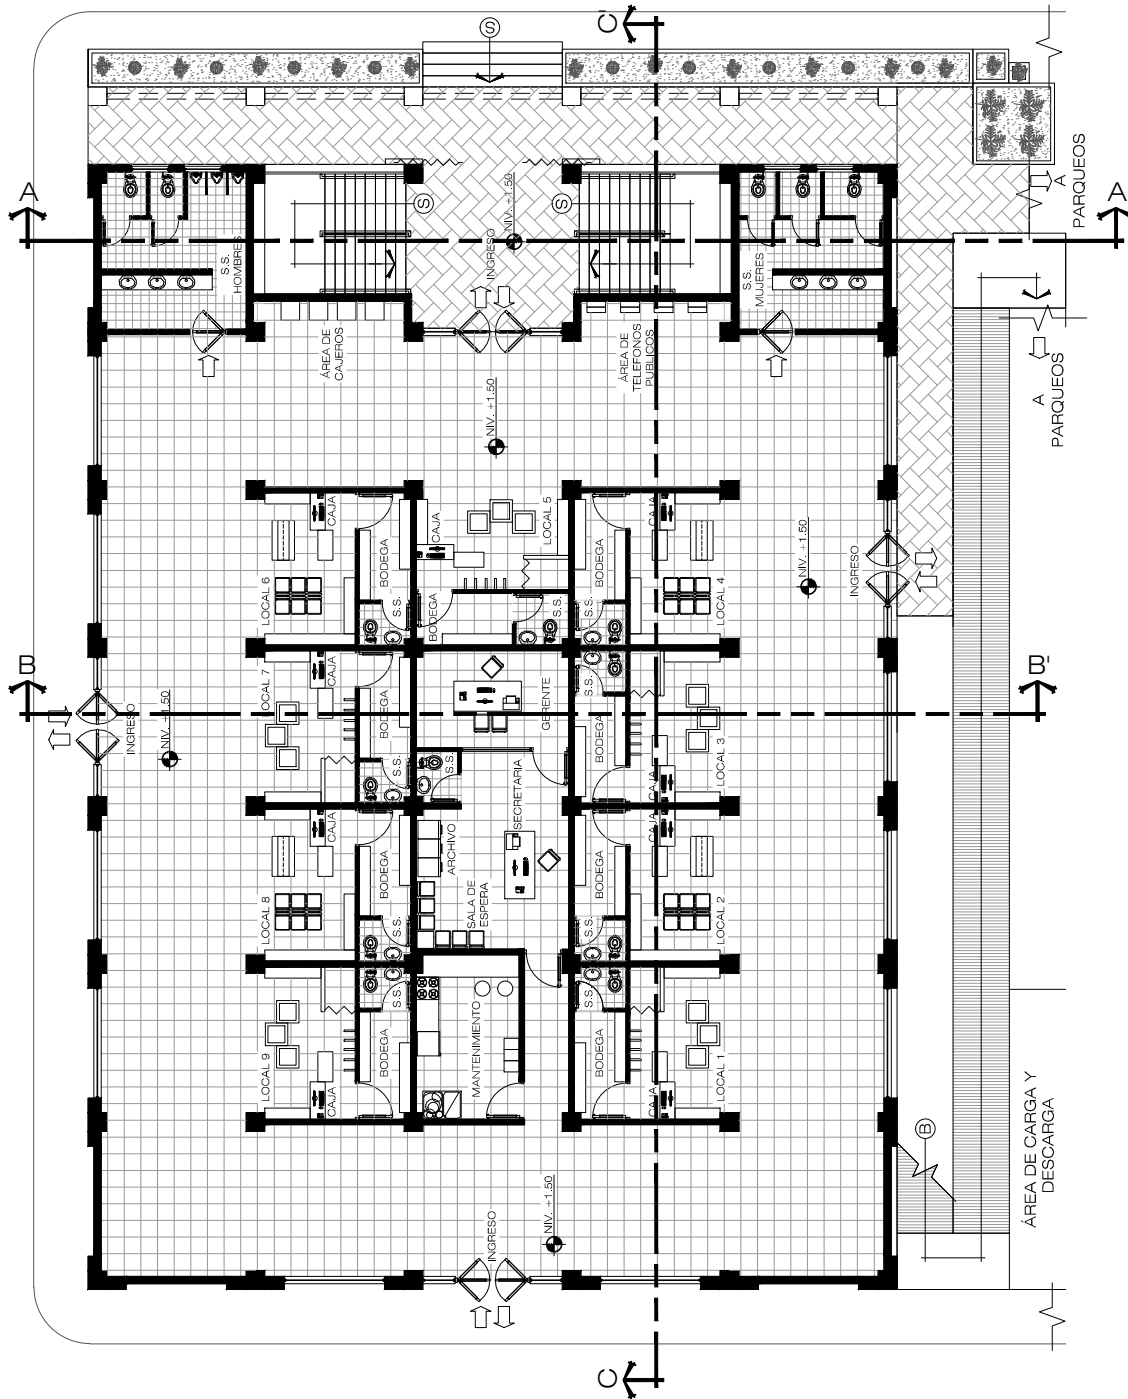 C'
S
A
A
S.S.
HOMBRES
S
S
NIV. +1.50
INGRESO
S.S.
MUJERES
A
PARQUEOS
ÁREA DE
CAJEROS
ÁREA DE
TELEFONOS
PUBLICOS
A
PARQUEOS
NIV. +1.50
LOCAL 6
CAJA
BODEGA
S.S.
CAJA
LOCAL 5
BODEGA
S.S.
BODEGA
S.S.
CAJA
LOCAL 4
NIV. +1.50
INGRESO
B
B'
INGRESO
NIV. +1.50
LOCAL 7
CAJA
BODEGA
S.S.
GERENTE
S.S.
S.S.
BODEGA
CAJA
LOCAL 3
LOCAL 8
CAJA
BODEGA
S.S.
ARCHIVO
SECRETARIA
SALA DE
ESPERA
BODEGA
S.S.
CAJA
LOCAL 2
LOCAL 9
CAJA
BODEGA
S.S.
MANTENIMIENTO
S.S.
BODEGA
CAJA
LOCAL 1
B
ÁREA DE CARGA Y
DESCARGA
INGRESO
NIV. +1.50
C